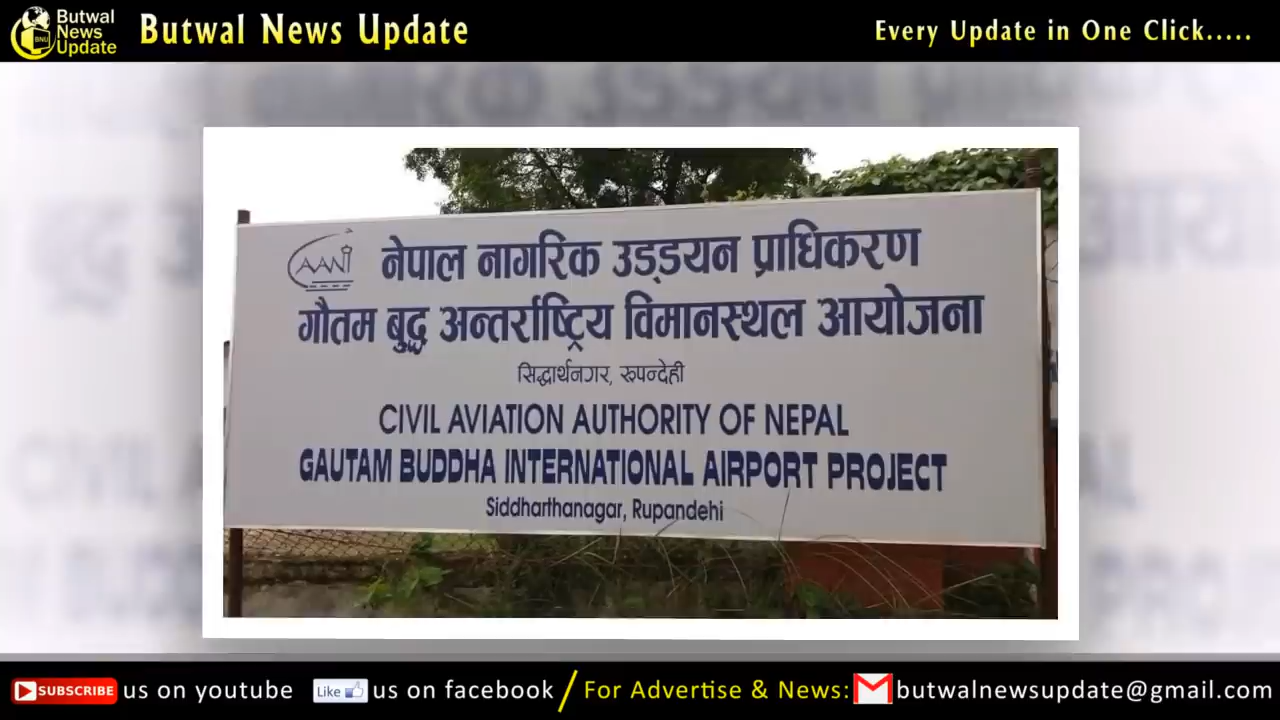 Butwal
News
Update
BNU
Butwal News Update
Every Update in One Click.....
AANI
नेपाल नागरिक उड्डयन प्राधिकरण
गौतम बुद्ध अन्तर्राष्ट्रिय विमानस्थल आयोजना
सिद्धार्थनगर, रुपन्देही
CIVIL AVIATION AUTHORITY OF NEPAL
GAUTAM BUDDHA INTERNATIONAL AIRPORT PROJECT
Siddharthanagar, Rupandehi
SUBSCRIBE us on youtube Like us on facebook / For Advertise & News: butwalnewsupdate@gmail.com